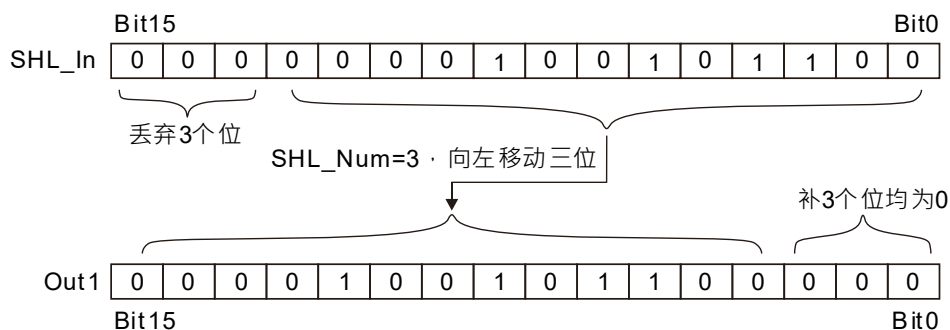 Bit15 Bit0
SHL_In 0 0 0 0 0 0 0 1 0 0 1 0 1 1 0 0
丢弃3个位
SHL_Num=3，向左移动三位
补3个位均为0
Out1 0 0 0 0 1 0 0 1 0 1 1 0 0 0 0 0
Bit15 Bit0